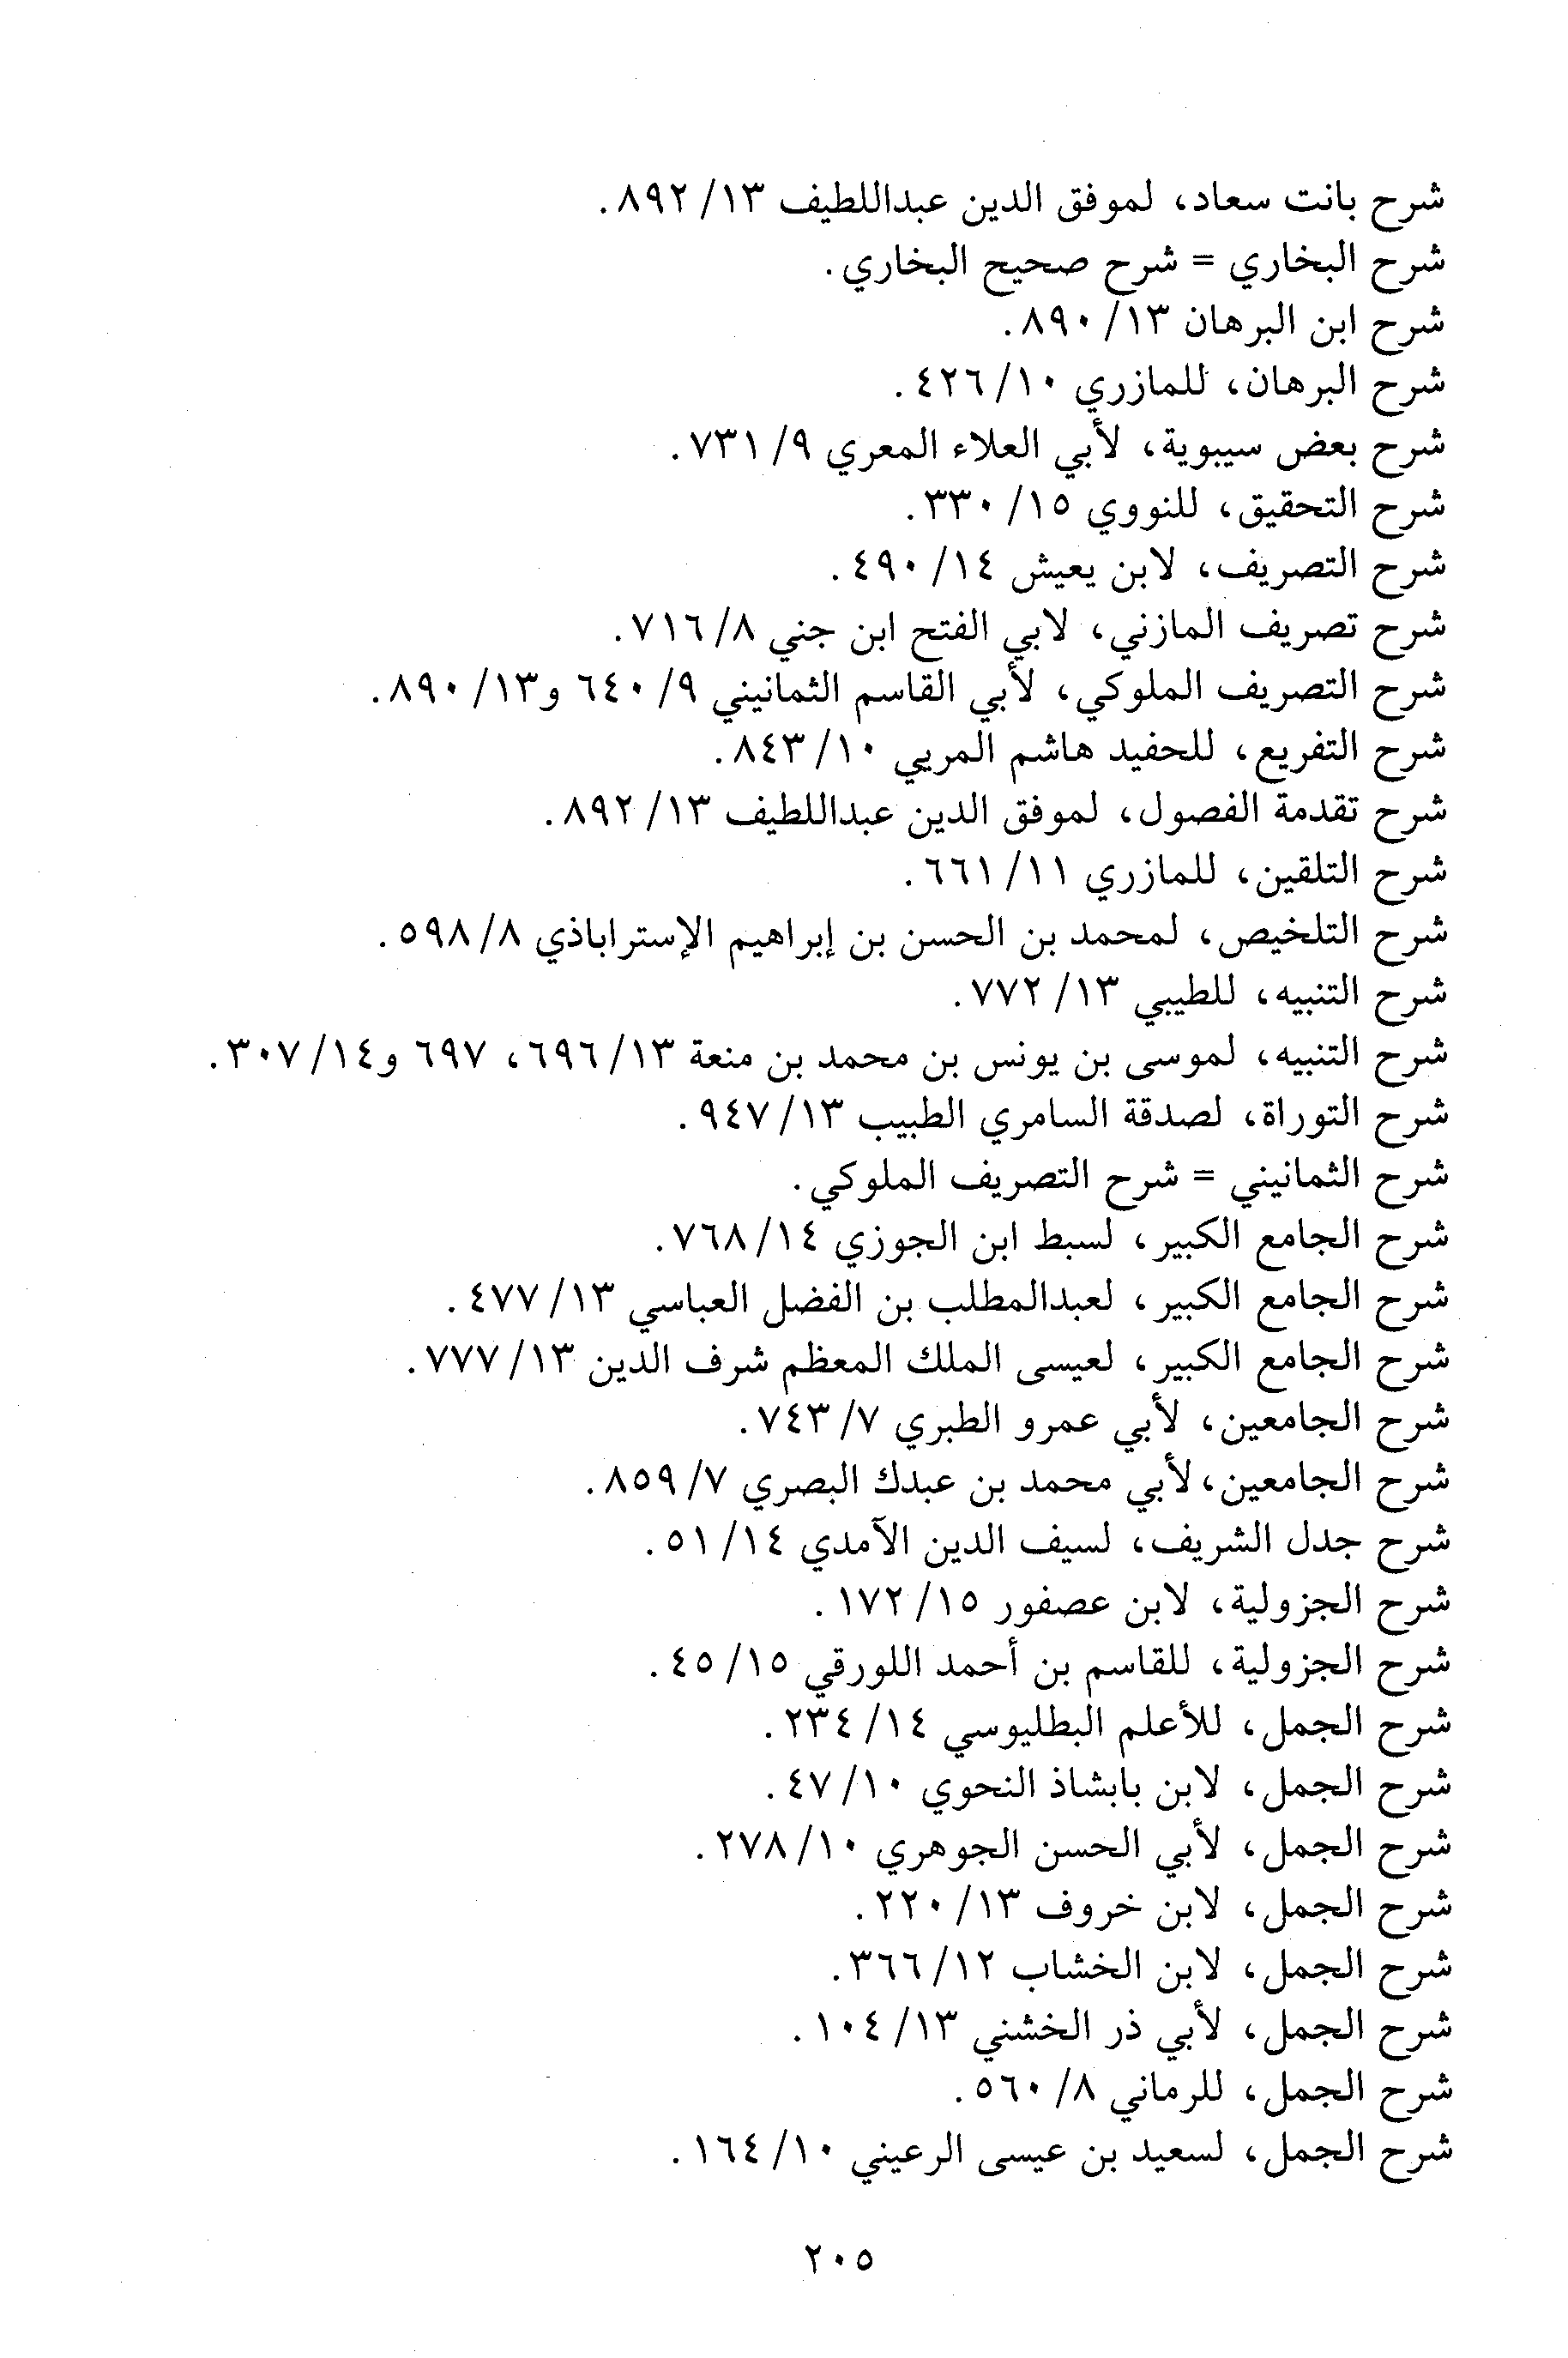 شرح بانت سعاد، لموفق الدين عبداللطيف ١٣/ ٨٩٢.
شرح البخاري = شرح صحيح البخاري.
شرح ابن البرهان ١٣/ ٨٩٠.
شرح البرهان، للمازري ١٠/ ٤٢٦.
شرح بعض سيبوية، لأبي العلاء المعري ٩/ ٧٣١.
شرح التحقيق، للنووي ١٥/ ٣٣٠.
شرح التصريف، لابن يعيش ١٤/ ٤٩٠.
شرح تصريف المازني، لابي الفتح ابن جني ٨/ ٧١٦.
شرح التصريف الملوكي، لأبي القاسم الثمانيني ٩/ ٦٤٠ و١٣/ ٨٩٠.
شرح التفريع، للحفيد هاشم المريي ١٠/ ٨٤٣.
شرح تقدمة الفصول، لموفق الدين عبداللطيف ١٣/ ٨٩٢.
شرح التلقين، للمازري ١١/ ٦٦١.
شرح التلخيص، لمحمد بن الحسن بن إبراهيم الإستراباذي ٨/ ٥٩٨.
شرح التنبيه، للطيبي ١٣/ ٧٧٢.
شرح التنبيه، لموسى بن يونس بن محمد بن منعة ١٣/ ٦٩٦، ٦٩٧ و١٤/ ٣٠٧.
شرح التوراة، لصدقة السامري الطبيب ١٣/ ٩٤٧.
شرح الثمانيني = شرح التصريف الملوكي.
شرح الجامع الكبير، لسبط ابن الجوزي ١٤/ ٧٦٨.
شرح الجامع الكبير، لعبدالمطلب بن الفضل العباسي ١٣/ ٤٧٧.
شرح الجامع الكبير، لعيسى الملك المعظم شرف الدين ١٣/ ٧٧٧.
شرح الجامعين، لأبي عمرو الطبري ٧/ ٧٤٣.
شرح الجامعين، لأبي محمد بن عبدك البصري ٧/ ٨٥٩.
شرح جدل الشريف، لسيف الدين الآمدي ١٤/ ٥١.
شرح الجزولية، لابن عصفور ١٥/ ١٧٢.
شرح الجزولية، للقاسم بن أحمد اللورقي ١٥/ ٤٥.
شرح الجمل، للأعلم البطليوسي ١٤/ ٢٣٤.
شرح الجمل، لابن بابشاذ النحوي ١٠/ ٤٧.
شرح الجمل، لأبي الحسن الجوهري ١٠/ ٢٧٨.
شرح الجمل، لابن خروف ١٣/ ٢٢٠.
شرح الجمل، لابن الخشاب ١٢/ ٣٦٦.
شرح الجمل، لأبي ذر الخشني ١٣/ ١٠٤.
شرح الجمل، للرماني ٨/ ٥٦٠.
شرح الجمل، لسعيد بن عيسى الرعيني ١٠/ ١٦٤.
٢٠٥